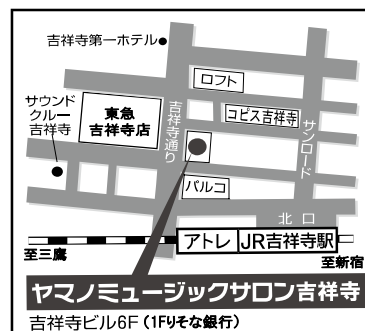 吉祥寺第一ホテル
ロフト
サウンド
クルー
吉祥寺
東急
吉祥寺店
吉祥寺通り
コピス吉祥寺
サンロード
パルコ
北口
アトレ
JR吉祥寺駅
至三鷹
至新宿
ヤマノミュージックサロン吉祥寺
吉祥寺ビル6F(1Fりそな銀行)